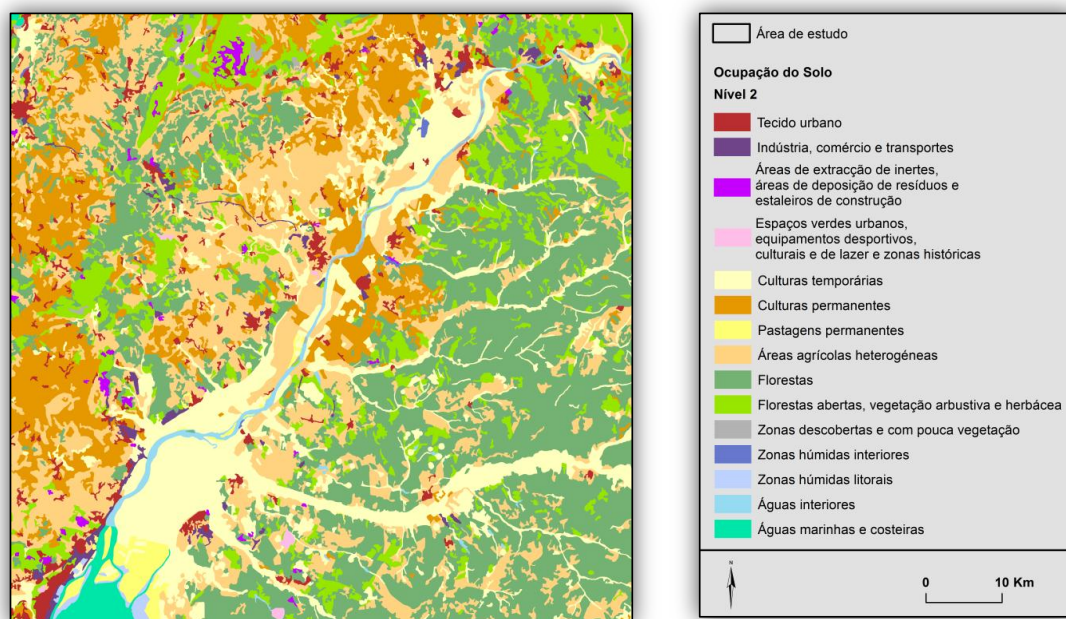 Área de estudo
Ocupação do Solo
Nível 2
Tecido urbano
Indústria, comércio e transportes
Áreas de extracção de inertes,
áreas de deposição de resíduos e
estaleiros de construção
Espaços verdes urbanos,
equipamentos desportivos,
culturais e de lazer e zonas históricas
Culturas temporárias
Culturas permanentes
Pastagens permanentes
Áreas agrícolas heterogéneas
Florestas
Florestas abertas, vegetação arbustiva e herbácea
Zonas descobertas e com pouca vegetação
Zonas húmidas interiores
Zonas húmidas litorais
Águas interiores
Águas marinhas e costeiras
N
0 10 Km